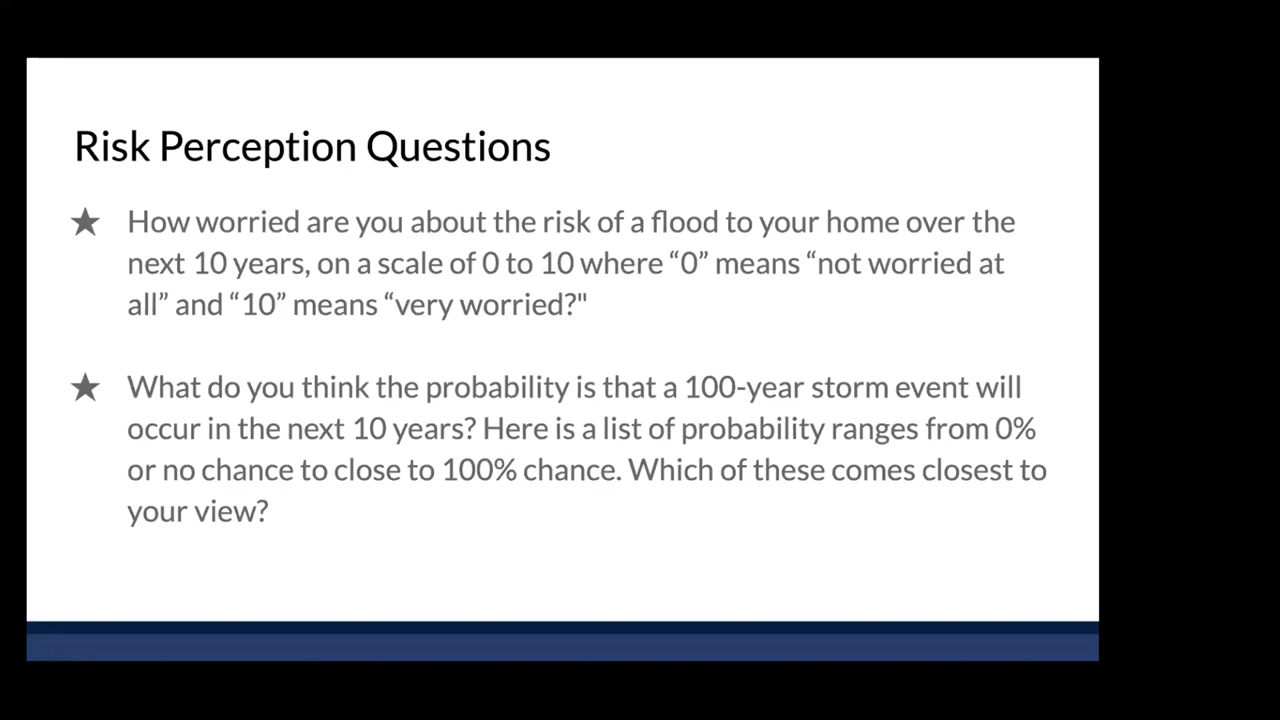 Risk Perception Questions
★ How worried are you about the risk of a flood to your home over the
next 10 years, on a scale of 0 to 10 where “0” means “not worried at
all” and “10” means “very worried?"
★ What do you think the probability is that a 100-year storm event will
occur in the next 10 years? Here is a list of probability ranges from 0%
or no chance to close to 100% chance. Which of these comes closest to
your view?